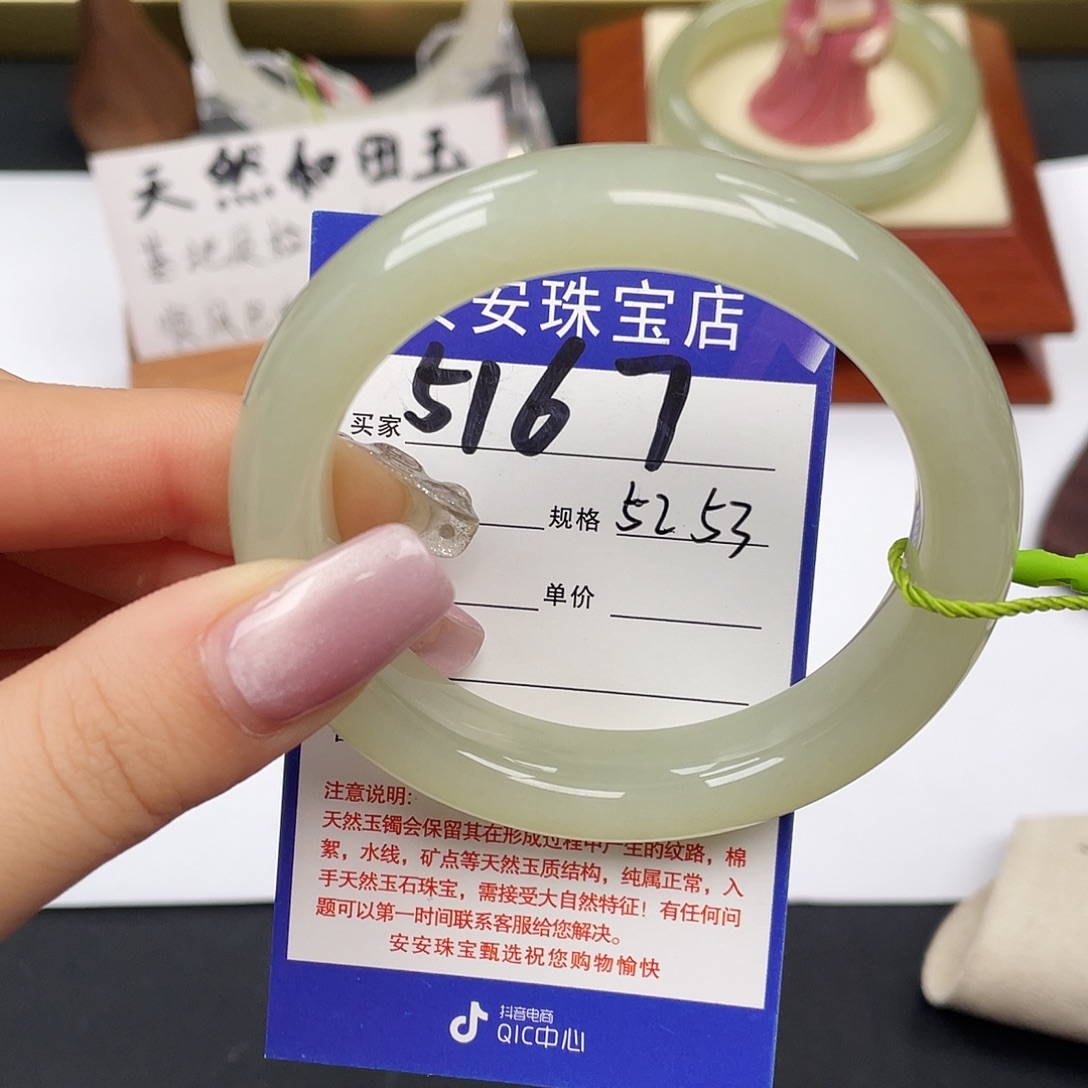 天然和田玉
基地
安珠宝店
买家 5167
规格 52.53
单价
注意说明:
天然玉镯会保留其在形成过程中产生的纹路，棉
絮，水线，矿点等天然玉质结构，纯属正常，入
手天然玉石珠宝，需接受大自然特征！有任何问
题可以第一时间联系客服给您解决。
安安珠宝甄选祝您购物愉快
抖音电商
QIC中心